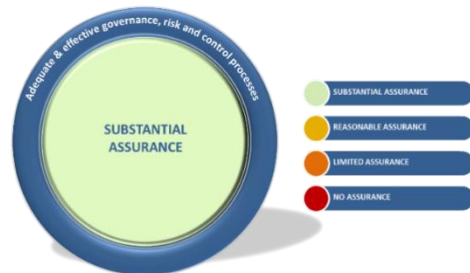 Adequate & effective governance, risk and control processes
SUBSTANTIAL
ASSURANCE
SUBSTANTIAL ASSURANCE
REASONABLE ASSURANCE
LIMITED ASSURANCE
NO ASSURANCE